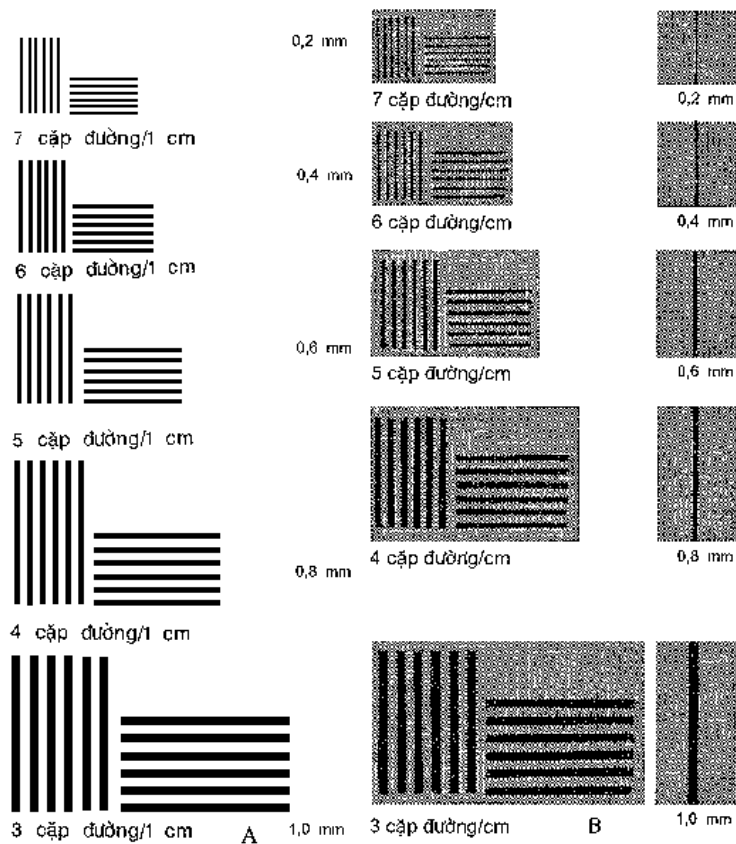 0,2 mm
7 cặp đường/1 cm
7 cặp đường/cm
0,2 mm
0,4 mm
6 cặp đường/1 cm
6 cặp đường/cm
0,4 mm
0,6 mm
5 cặp đường/1 cm
5 cặp đường/cm
0,6 mm
0,8 mm
4 cặp đường/1 cm
4 cặp đường/cm
0,8 mm
3 cặp đường/1 cm
A
1,0 mm
3 cặp đường/cm
B
1,0 mm